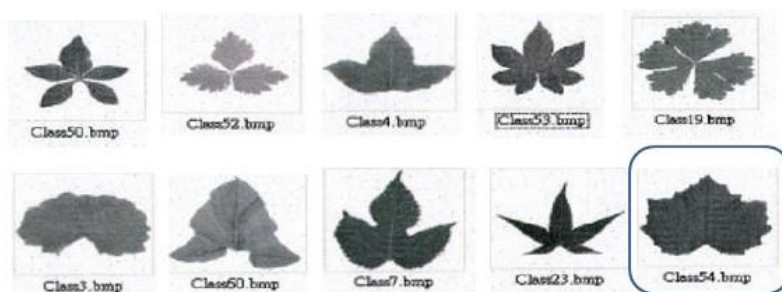 Class50.bmp
Class52.bmp
Class4.bmp
Class53.bmp
Class19.bmp
Class3.bmp
Class60.bmp
Class7.bmp
Class23.bmp
Class54.bmp